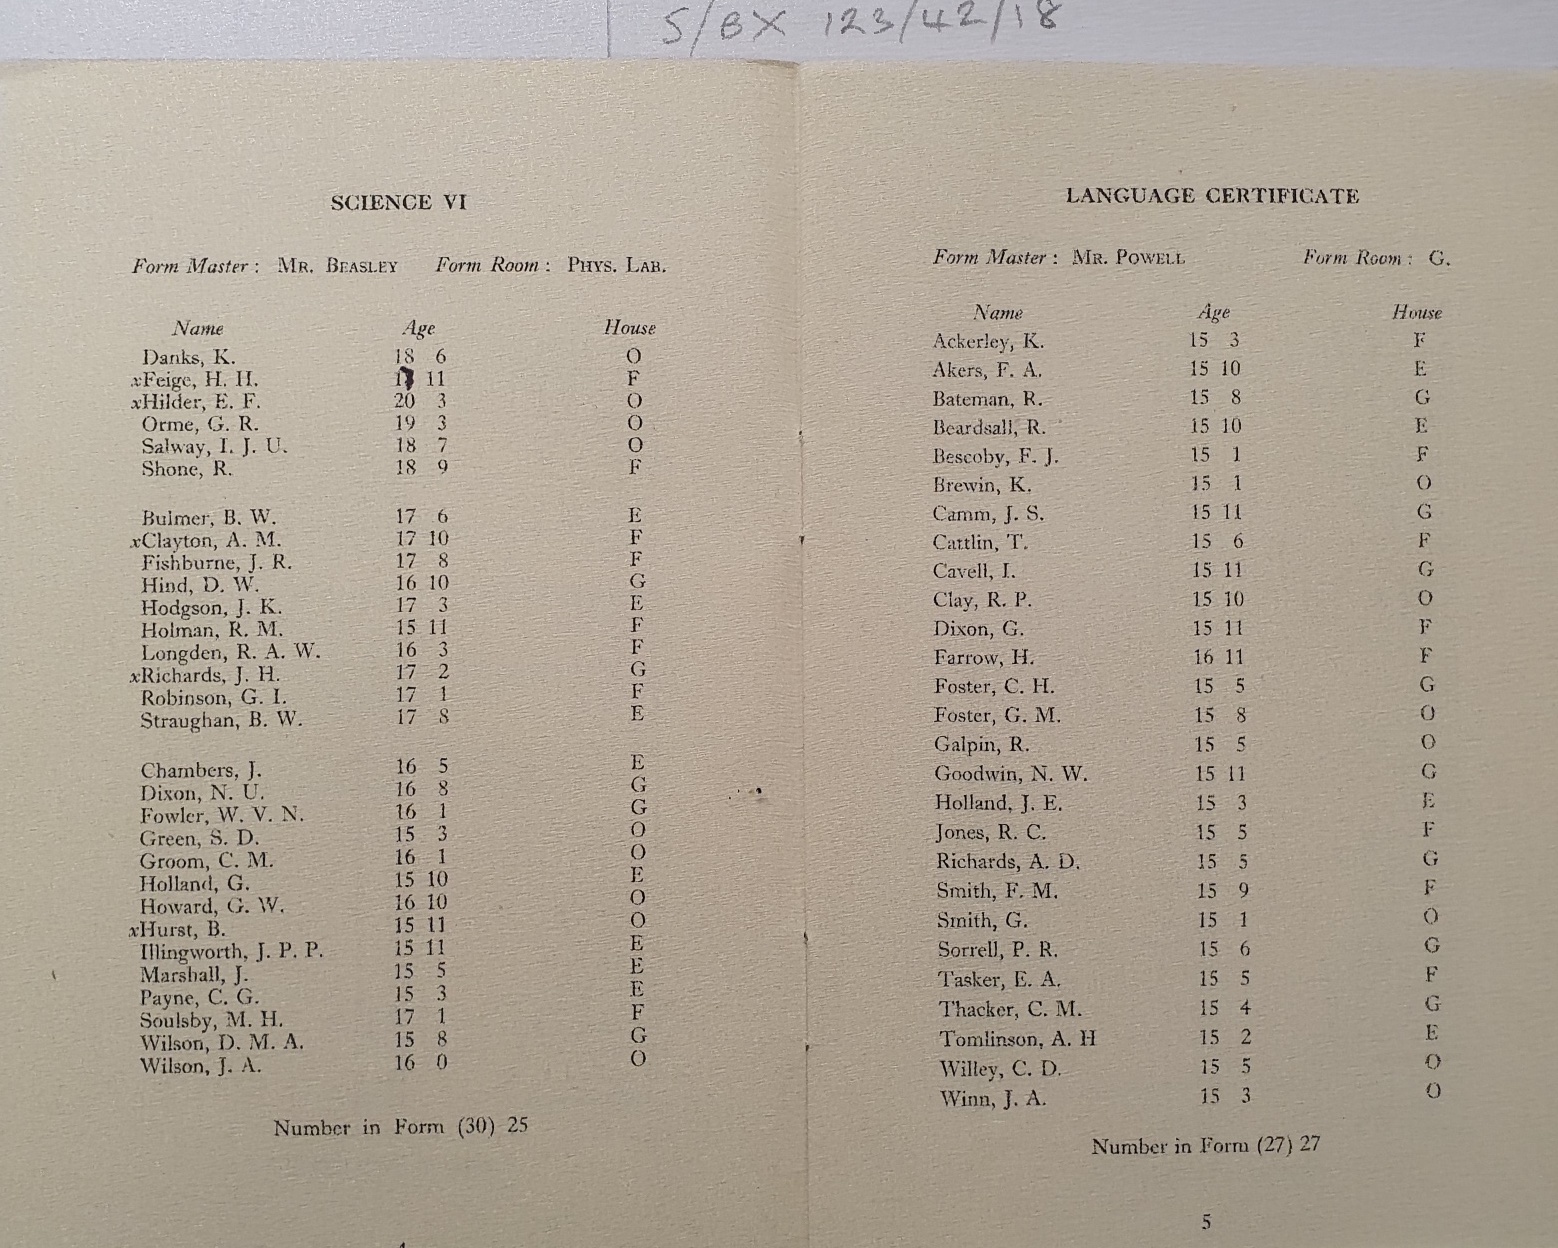 S/BX 123/42/18
SCIENCE VI
Form Master : MR. BEASLEY Form Room : PHYS. LAB.
Name Age House
Danks, K. 18 6 O
xFeige, H. H. 11 F
xHilder, E. F. 20 3 O
Orme, G. R. 19 3 O
Salway, I. J. U. 18 7 O
Shone, R. 18 9 F
Bulmer, B. W. 17 6 E
xClayton, A. M. 17 10 F
Fishburne, J. R. 17 8 F
Hind, D. W. 16 10 G
Hodgson, J. K. 17 3 E
Holman, R. M. 15 11 F
Longden, R. A. W. 16 3 F
xRichards, J. H. 17 2 G
Robinson, G. I. 17 1 F
Straughan, B. W. 17 8 E
Chambers, J. 16 5 E
Dixon, N. U. 16 8 G
Fowler, W. V. N. 16 1 G
Green, S. D. 15 3 O
Groom, C. M. 16 1 O
Holland, G. 15 10 E
Howard, G. W. 16 10 O
xHurst, B. 15 11 O
Illingworth, J. P. P. 15 11 E
Marshall, J. 15 5 E
Payne, C. G. 15 3 E
Soulsby, M. H. 17 1 F
Wilson, D. M. A. 15 8 G
Wilson, J. A. 16 0 O
Number in Form (30) 25
LANGUAGE CERTIFICATE
Form Master : MR. POWELL Form Room : G.
Name Age House
Ackerley, K. 15 3 F
Akers, F. A. 15 10 E
Bateman, R. 15 8 G
Beardsall, R. 15 10 E
Bescoby, F. J. 15 1 F
Brewin, K. 15 1 O
Camm, J. S. 15 11 G
Cattlin, T. 15 6 F
Cavell, I. 15 11 G
Clay, R. P. 15 10 O
Dixon, G. 15 11 F
Farrow, H. 16 11 F
Foster, C. H. 15 5 G
Foster, G. M. 15 8 O
Galpin, R. 15 5 O
Goodwin, N. W. 15 11 G
Holland, J. E. 15 3 E
Jones, R. C. 15 5 F
Richards, A. D. 15 5 G
Smith, F. M. 15 9 F
Smith, G. 15 1 O
Sorrell, P. R. 15 6 G
Tasker, E. A. 15 5 F
Thacker, C. M. 15 4 G
Tomlinson, A. H 15 2 E
Willey, C. D. 15 5 O
Winn, J. A. 15 3 O
Number in Form (27) 27
5